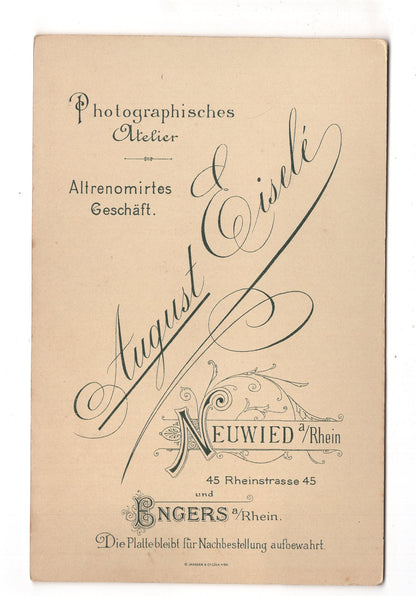 Photographisches
Atelier
Altrenomirtes
Geschäft.
August Eiselé
NEUWIED a/Rhein
45 Rheinstrasse 45
und
ENGERS a/Rhein.
Die Platte bleibt für Nachbestellung aufbewahrt.